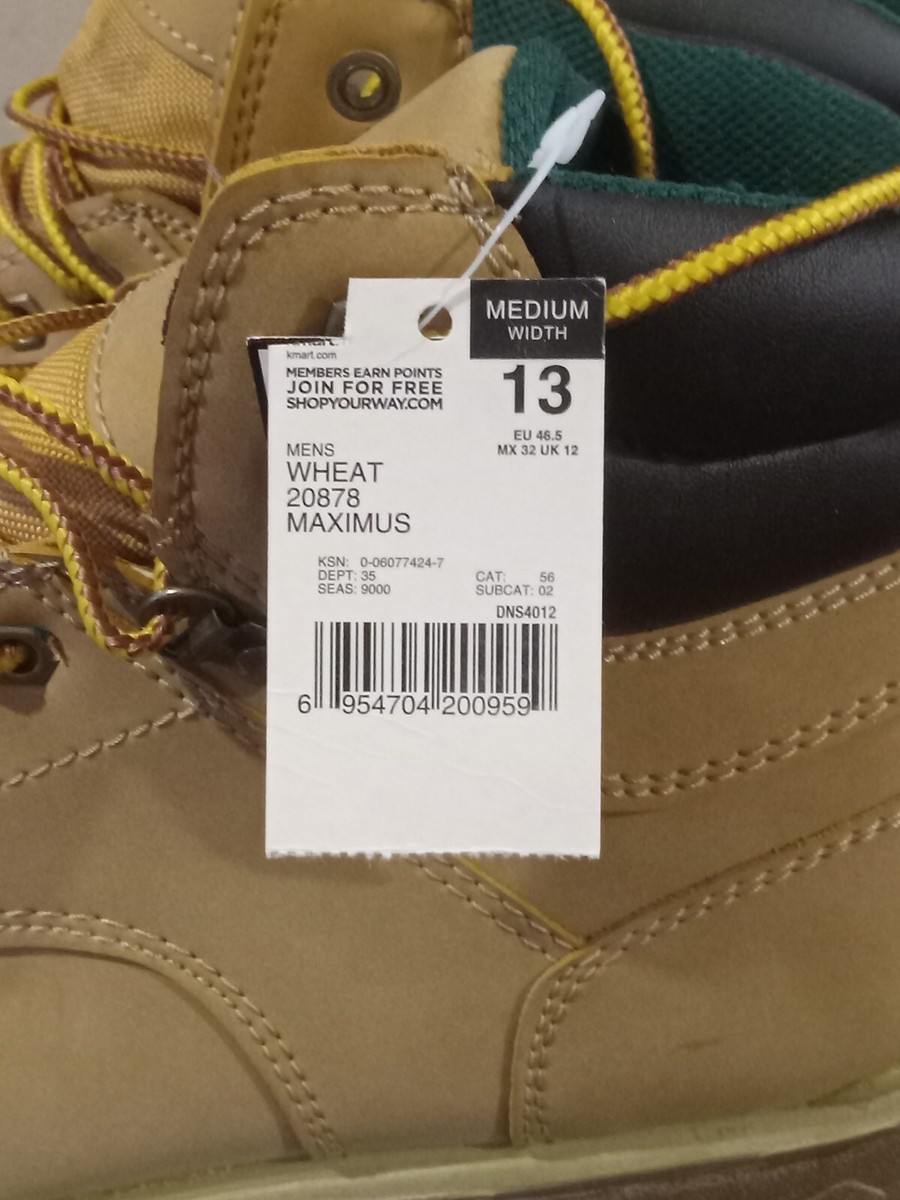 kmart.com
MEMBERS EARN POINTS
JOIN FOR FREE
SHOPYOURWAY.COM
MEDIUM
WIDTH
13
EU 46.5
MX 32 UK 12
MENS
WHEAT
20878
MAXIMUS
KSN: 0-06077424-7
DEPT: 35 CAT: 56
SEAS: 9000 SUBCAT: 02
DNS4012
6 954704 200959